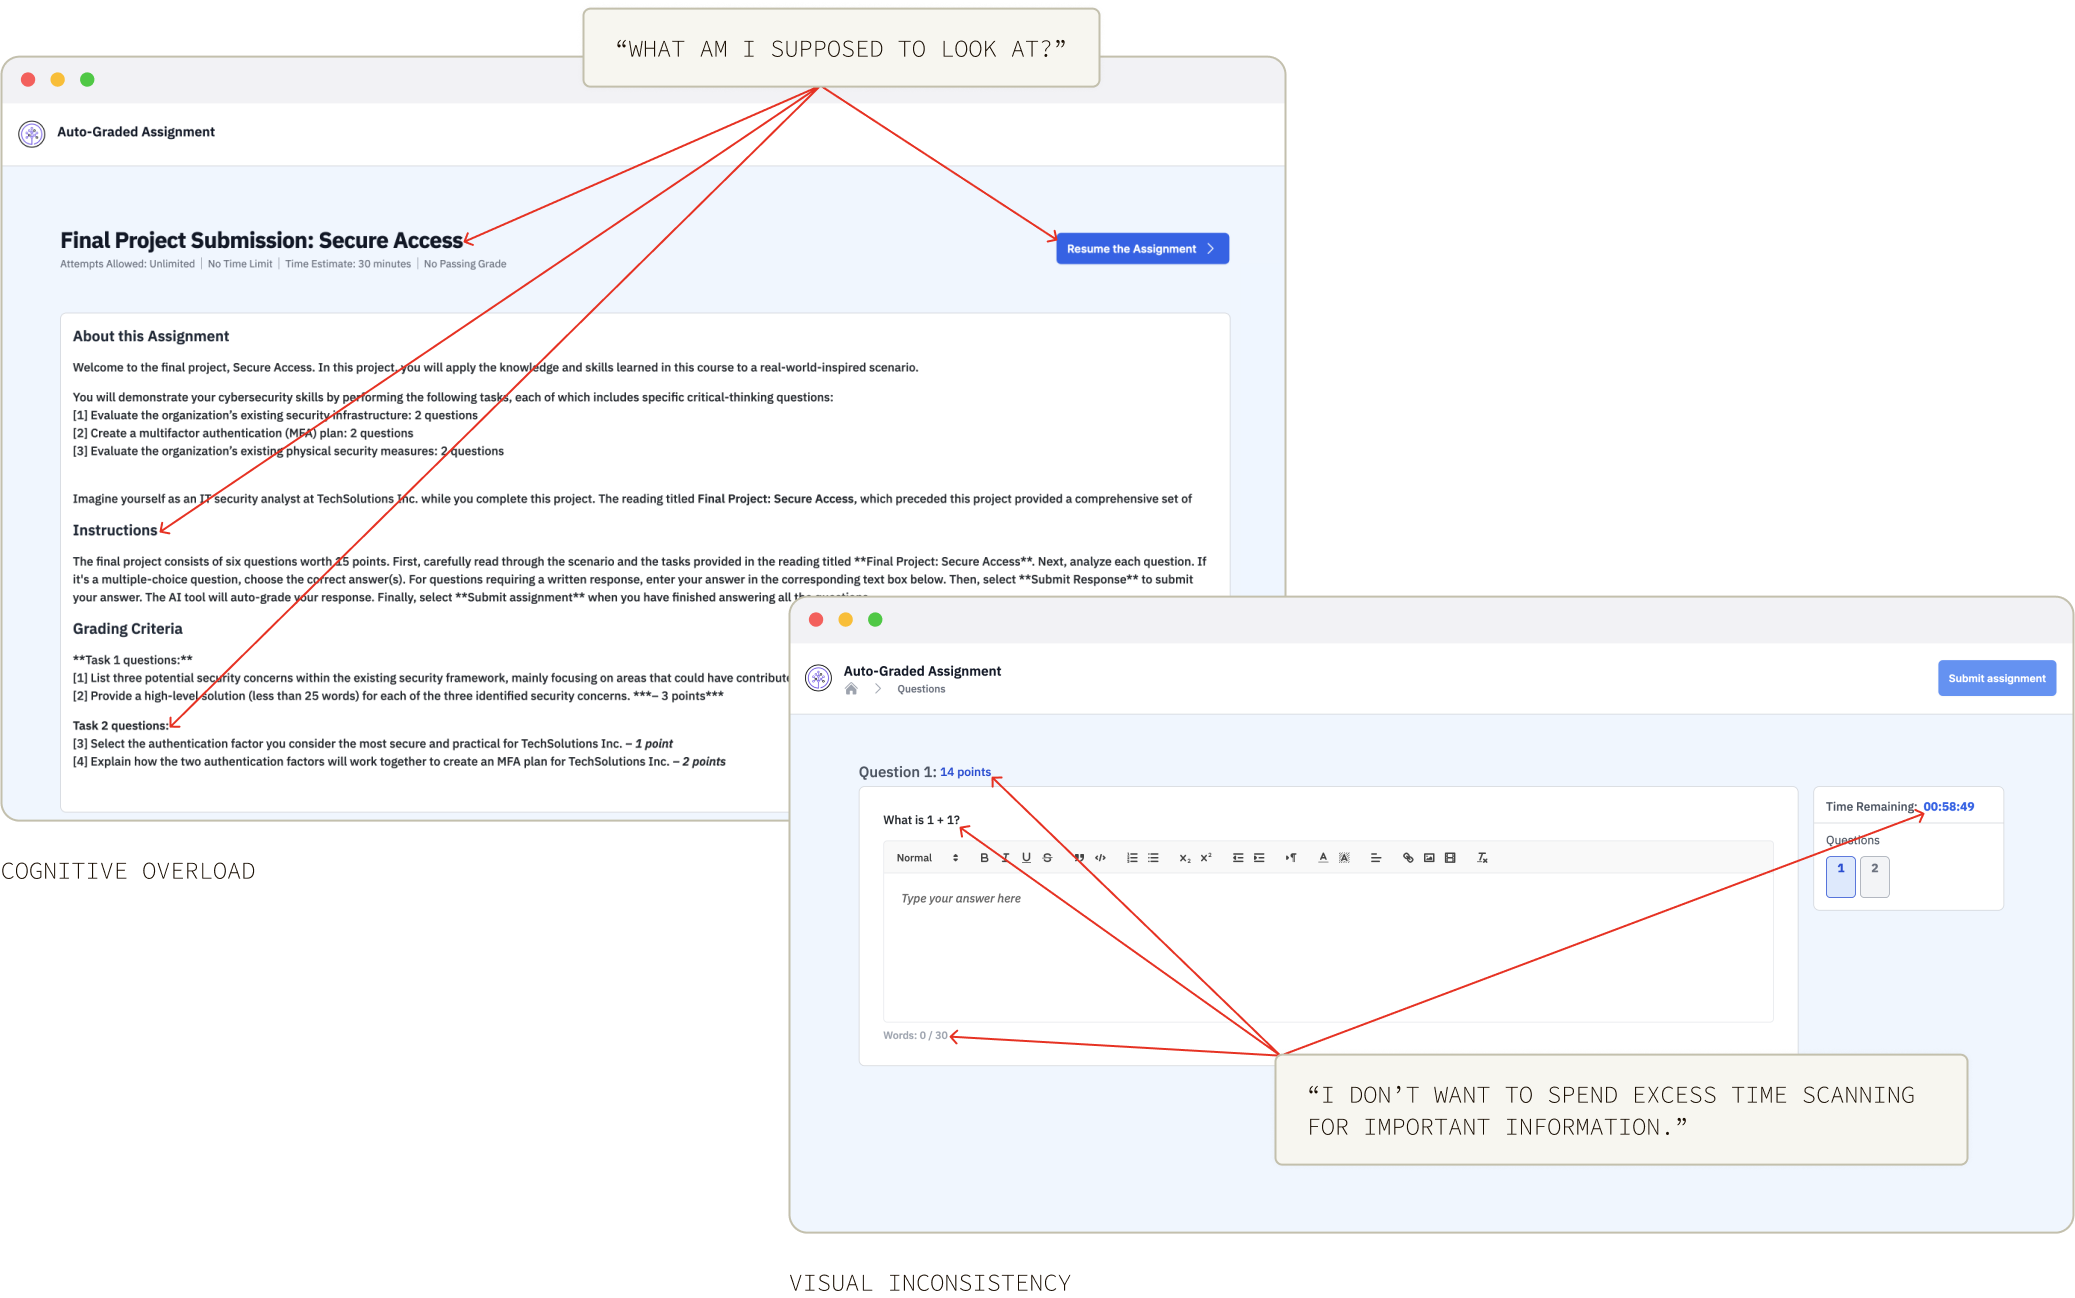 “WHAT AM I SUPPOSED TO LOOK AT?”
Auto-Graded Assignment
Final Project Submission: Secure Access
Resume the Assignment
Attempts Allowed: Unlimited | No Time Limit | Time Estimate: 30 minutes | No Passing Grade
About this Assignment
Welcome to the final project, Secure Access. In this project, you will apply the knowledge and skills learned in this course to a real-world-inspired scenario.
You will demonstrate your cybersecurity skills by performing the following tasks, each of which includes specific critical-thinking questions:
[1] Evaluate the organization’s existing security infrastructure: 2 questions
[2] Create a multifactor authentication (MFA) plan: 2 questions
[3] Evaluate the organization’s existing physical security measures: 2 questions
Imagine yourself as an IT security analyst at TechSolutions Inc. while you complete this project. The reading titled Final Project: Secure Access, which preceded this project provided a comprehensive set of
Instructions
The final project consists of six questions worth 15 points. First, carefully read through the scenario and the tasks provided in the reading titled **Final Project: Secure Access**. Next, analyze each question. If
it's a multiple-choice question, choose the correct answer(s). For questions requiring a written response, enter your answer in the corresponding text box below. Then, select **Submit Response** to submit
your answer. The AI tool will auto-grade your response. Finally, select **Submit assignment** when you have finished answering all the questions.
Grading Criteria
**Task 1 questions:**
[1] List three potential security concerns within the existing security framework, mainly focusing on areas that could have contribute
[2] Provide a high-level solution (less than 25 words) for each of the three identified security concerns. ***– 3 points***
Task 2 questions:
[3] Select the authentication factor you consider the most secure and practical for TechSolutions Inc. – 1 point
[4] Explain how the two authentication factors will work together to create an MFA plan for TechSolutions Inc. – 2 points
COGNITIVE OVERLOAD
Auto-Graded Assignment
Questions
Submit assignment
Question 1: 14 points
What is 1 + 1?
Normal
Type your answer here
Words: 0 / 30
Time Remaining: 00:58:49
Questions
1 2
“I DON’T WANT TO SPEND EXCESS TIME SCANNING
FOR IMPORTANT INFORMATION.”
VISUAL INCONSISTENCY